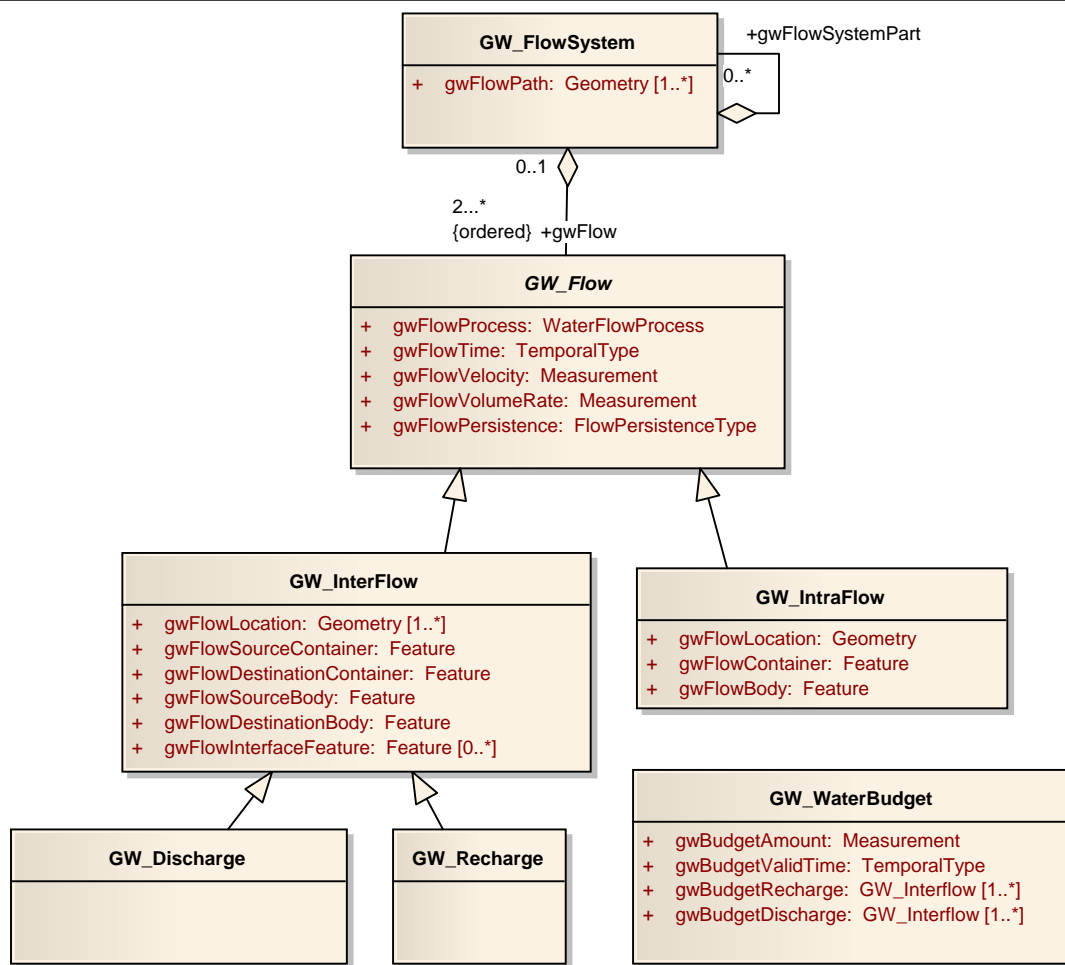 GW_FlowSystem
+ gwFlowPath: Geometry [1..*]
+gwFlowSystemPart
0..*
0..1
2...*
{ordered} +gwFlow
GW_Flow
+ gwFlowProcess: WaterFlowProcess
+ gwFlowTime: TemporalType
+ gwFlowVelocity: Measurement
+ gwFlowVolumeRate: Measurement
+ gwFlowPersistence: FlowPersistenceType
GW_InterFlow
+ gwFlowLocation: Geometry [1..*]
+ gwFlowSourceContainer: Feature
+ gwFlowDestinationContainer: Feature
+ gwFlowSourceBody: Feature
+ gwFlowDestinationBody: Feature
+ gwFlowInterfaceFeature: Feature [0..*]
GW_IntraFlow
+ gwFlowLocation: Geometry
+ gwFlowContainer: Feature
+ gwFlowBody: Feature
GW_Discharge
GW_Recharge
GW_WaterBudget
+ gwBudgetAmount: Measurement
+ gwBudgetValidTime: TemporalType
+ gwBudgetRecharge: GW_Interflow [1..*]
+ gwBudgetDischarge: GW_Interflow [1..*]